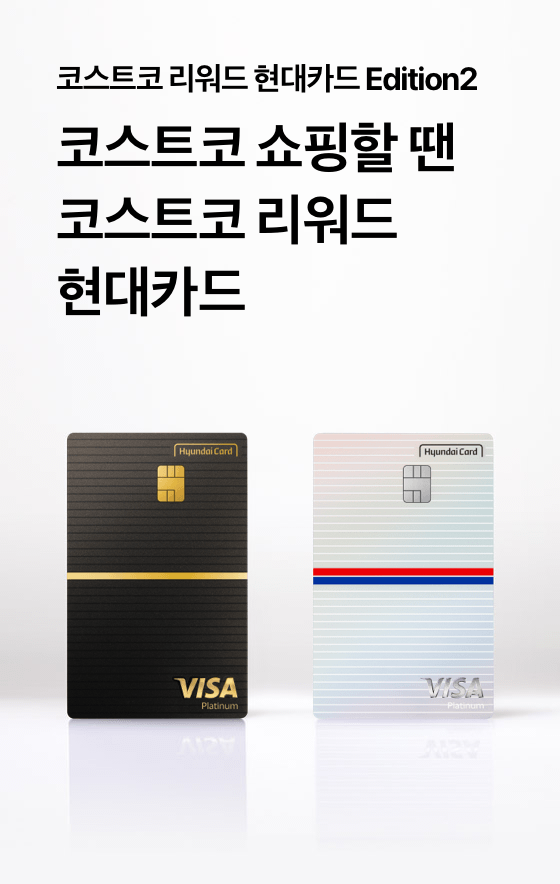 코스트코 리워드 현대카드 Edition2
코스트코 쇼핑할 땐
코스트코 리워드
현대카드
Hyundai Card
Hyundai Card
VISA
Platinum
VISA
Platinum